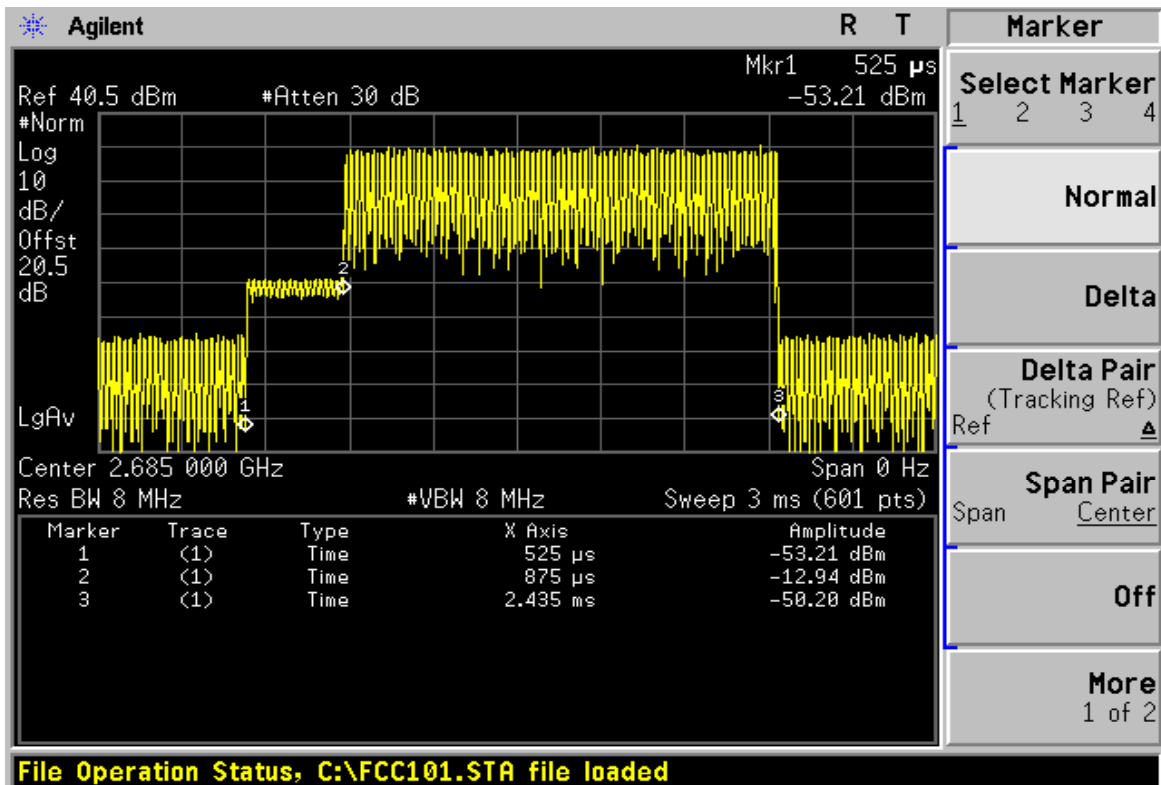 Agilent R T
Mkr1 525 µs
Ref 40.5 dBm #Atten 30 dB -53.21 dBm
#Norm
Log
10
dB/
Offst
20.5
dB
LgAv
2
1
3
Center 2.685 000 GHz Span 0 Hz
Res BW 8 MHz #VBW 8 MHz Sweep 3 ms (601 pts)
Marker Trace Type X Axis Amplitude
1 (1) Time 525 µs -53.21 dBm
2 (1) Time 875 µs -12.94 dBm
3 (1) Time 2.435 ms -50.20 dBm
File Operation Status, C:\FCC101.STA file loaded
Marker
Select Marker
1 2 3 4
Normal
Delta
Delta Pair
(Tracking Ref)
Ref Δ
Span Pair
Span Center
Off
More
1 of 2